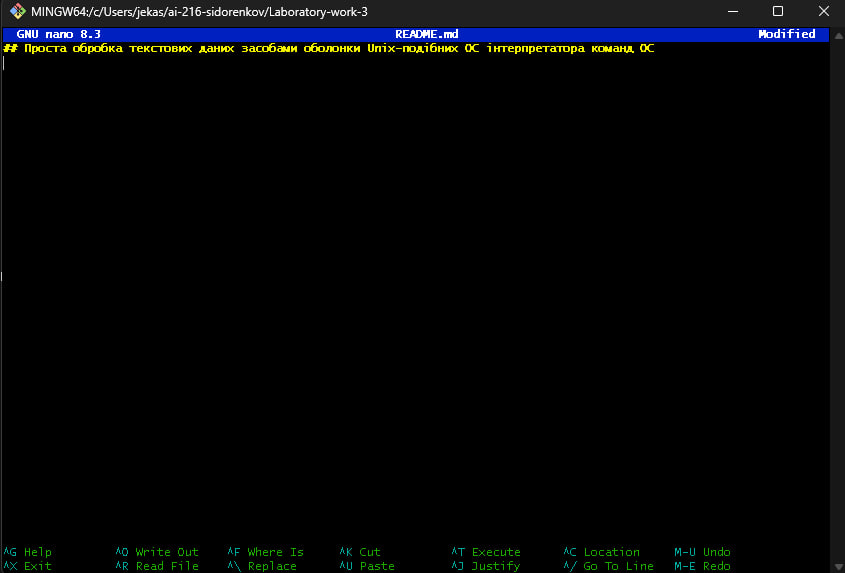 MINGW64:/c/Users/jekas/ai-216-sidorenkov/Laboratory-work-3
GNU nano 8.3 README.md Modified
## Проста обробка текстових даних засобами оболонки Unix-подібних ОС інтерпретатора команд ОС
^G Help ^O Write Out ^F Where Is ^K Cut ^T Execute ^C Location M-U Undo
^X Exit ^R Read File ^\ Replace ^U Paste ^J Justify ^/ Go To Line M-E Redo